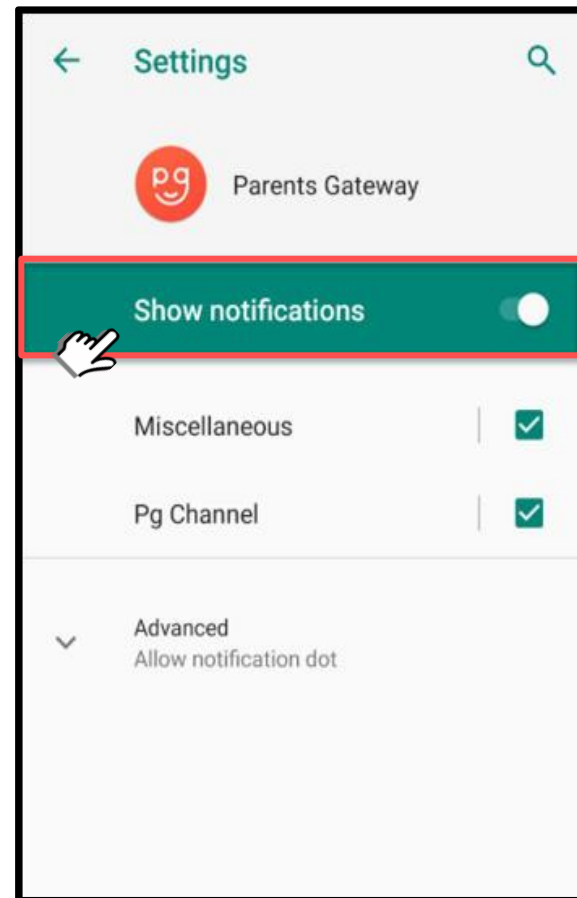 Settings
pg
Parents Gateway
Show notifications
Miscellaneous
Pg Channel
Advanced
Allow notification dot